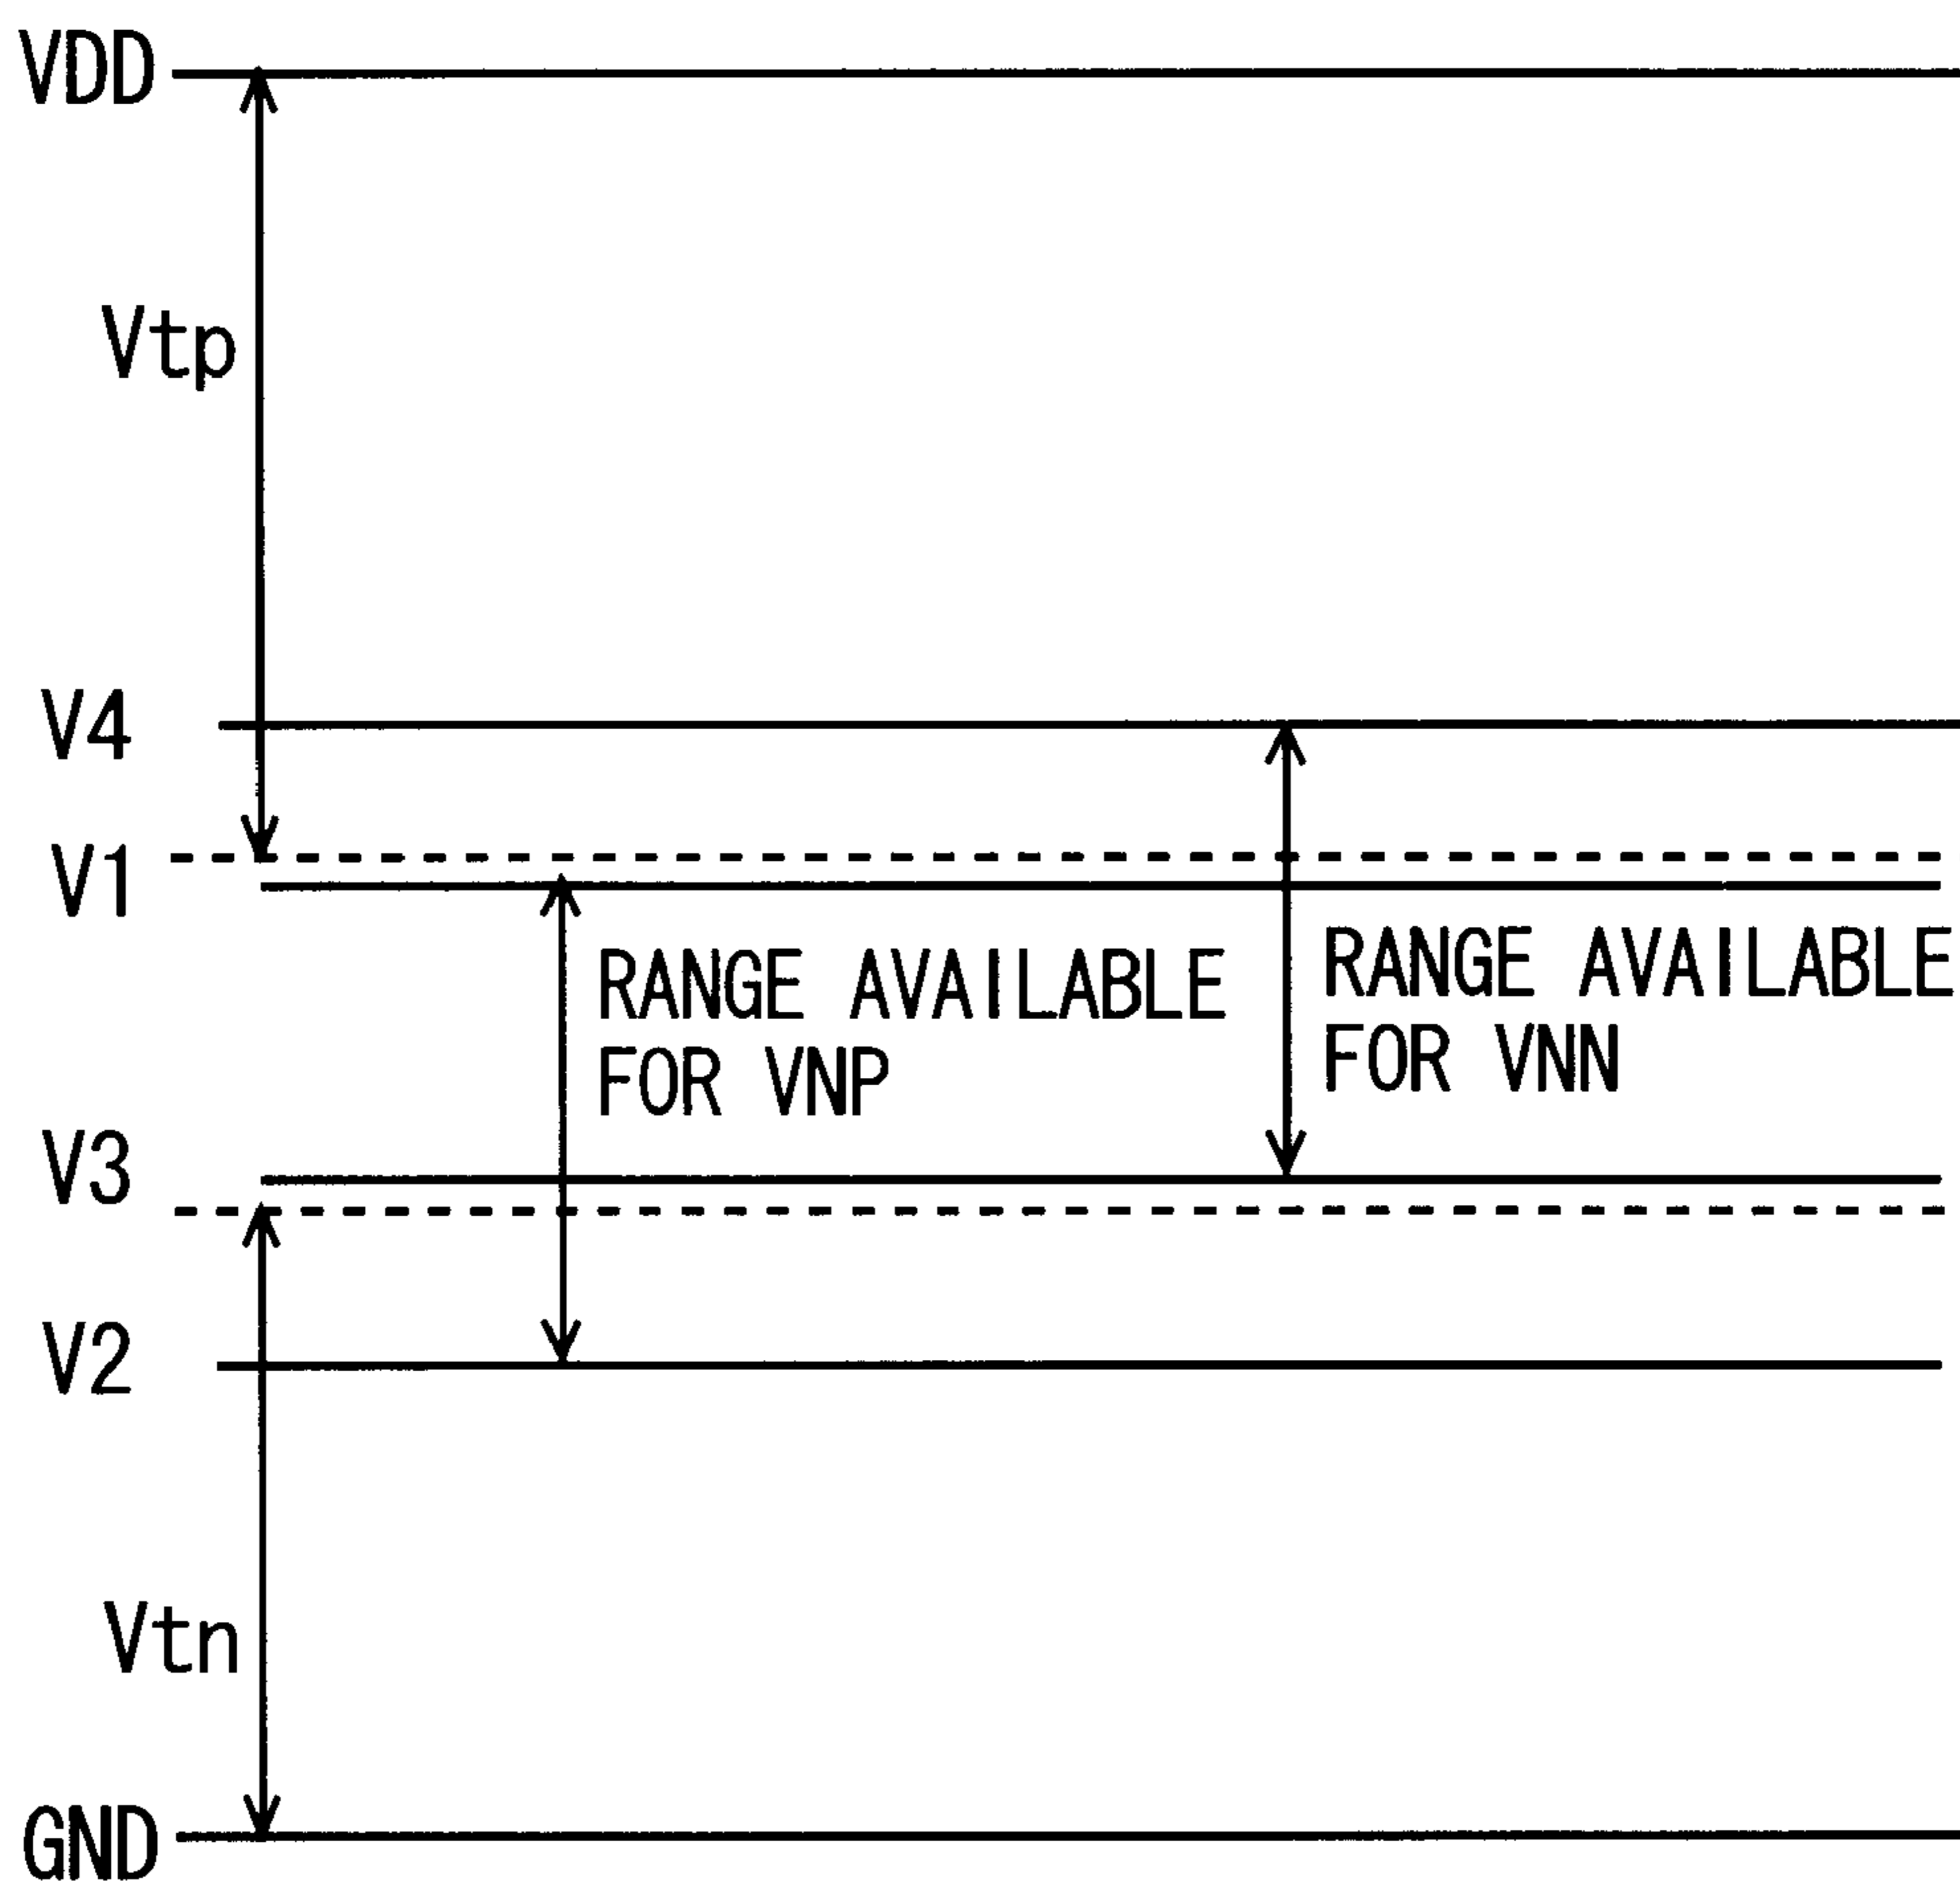 VDD
Vtp
V4
V1
RANGE AVAILABLE
FOR VNP
RANGE AVAILABLE
FOR VNN
V3
V2
Vtn
GND